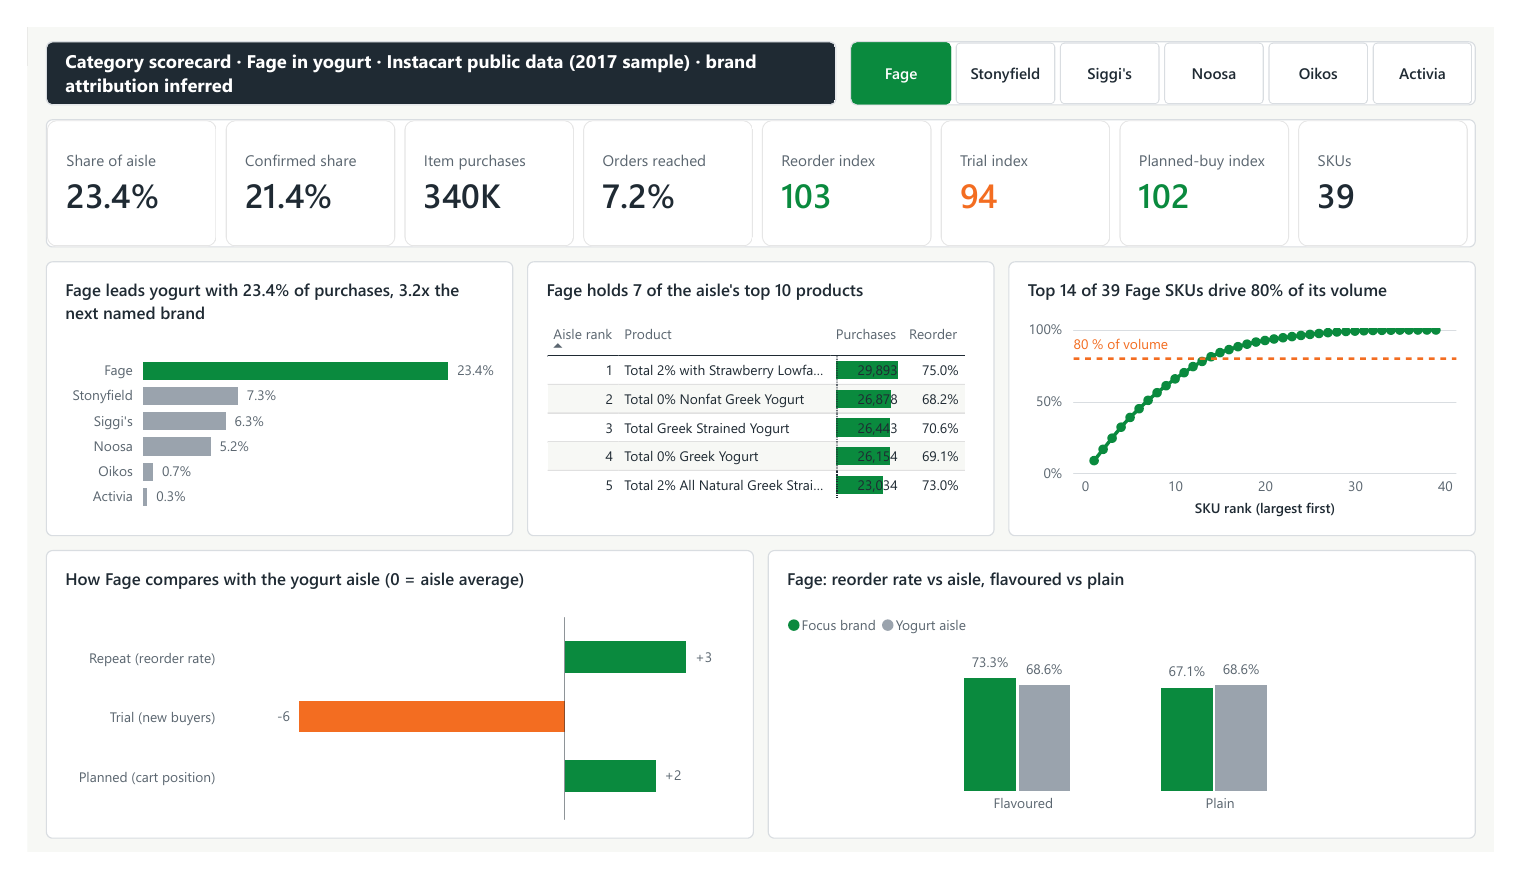 Category scorecard · Fage in yogurt · Instacart public data (2017 sample) · brand
attribution inferred
Fage
Stonyfield
Siggi's
Noosa
Oikos
Activia
Share of aisle
23.4%
Confirmed share
21.4%
Item purchases
340K
Orders reached
7.2%
Reorder index
103
Trial index
94
Planned-buy index
102
SKUs
39
Fage leads yogurt with 23.4% of purchases, 3.2x the
next named brand
Fage 23.4%
Stonyfield 7.3%
Siggi's 6.3%
Noosa 5.2%
Oikos 0.7%
Activia 0.3%
Fage holds 7 of the aisle's top 10 products
Aisle rank Product Purchases Reorder
1 Total 2% with Strawberry Lowfa... 29,893 75.0%
2 Total 0% Nonfat Greek Yogurt 26,878 68.2%
3 Total Greek Strained Yogurt 26,443 70.6%
4 Total 0% Greek Yogurt 26,154 69.1%
5 Total 2% All Natural Greek Strai... 23,034 73.0%
Top 14 of 39 Fage SKUs drive 80% of its volume
100%
80 % of volume
50%
0%
0 10 20 30 40
SKU rank (largest first)
How Fage compares with the yogurt aisle (0 = aisle average)
Repeat (reorder rate) +3
Trial (new buyers) -6
Planned (cart position) +2
Fage: reorder rate vs aisle, flavoured vs plain
Focus brand Yogurt aisle
73.3% 68.6% 67.1% 68.6%
Flavoured Plain